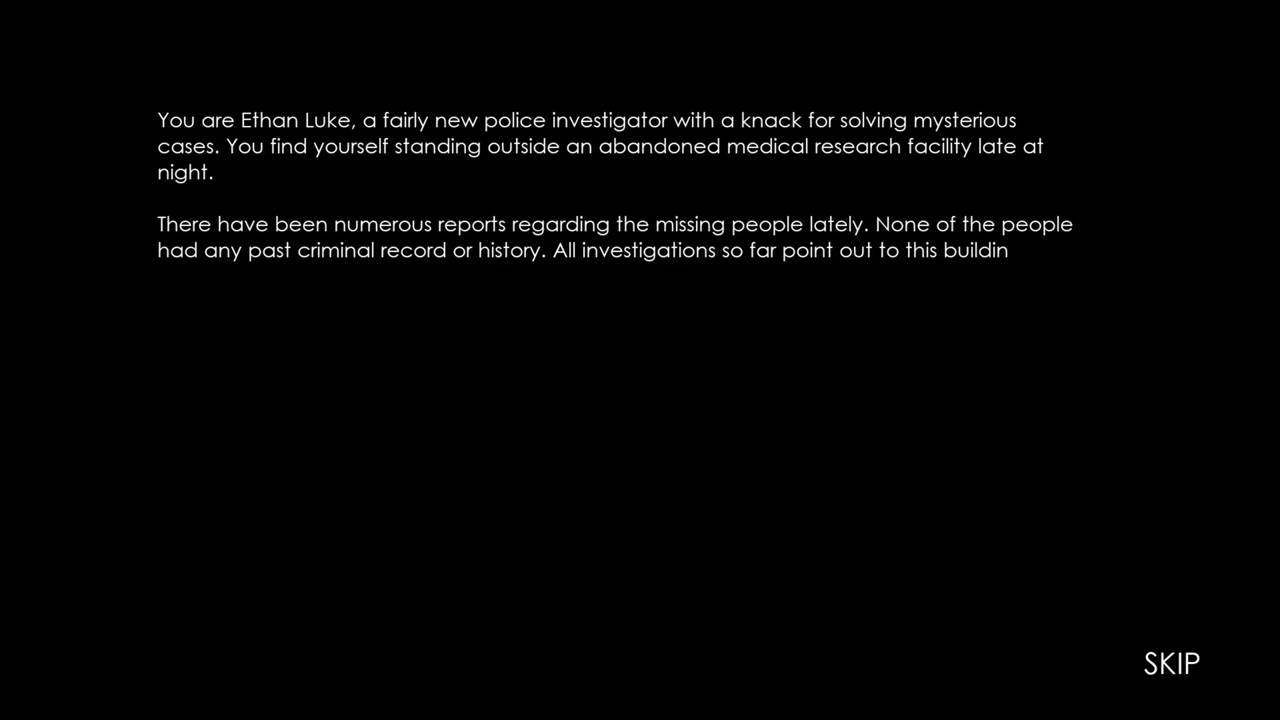 You are Ethan Luke, a fairly new police investigator with a knack for solving mysterious
cases. You find yourself standing outside an abandoned medical research facility late at
night.
There have been numerous reports regarding the missing people lately. None of the people
had any past criminal record or history. All investigations so far point out to this buildin
SKIP